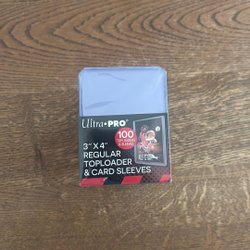 Ultra•PRO®
100
3" X 4"
REGULAR
TOPLOADER
& CARD SLEEVES